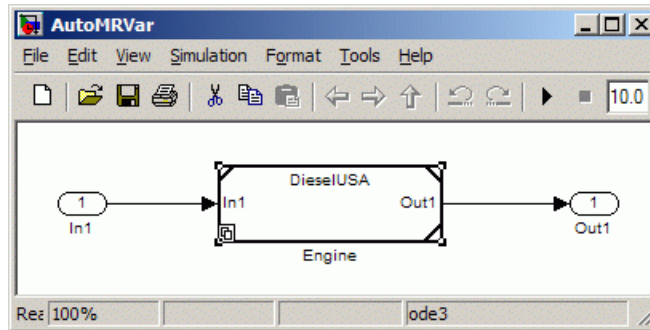 AutoMRVar
File Edit View Simulation Format Tools Help
10.0
DieselUSA
1 In1 Out1 1
In1 Out1
Engine
100% ode3